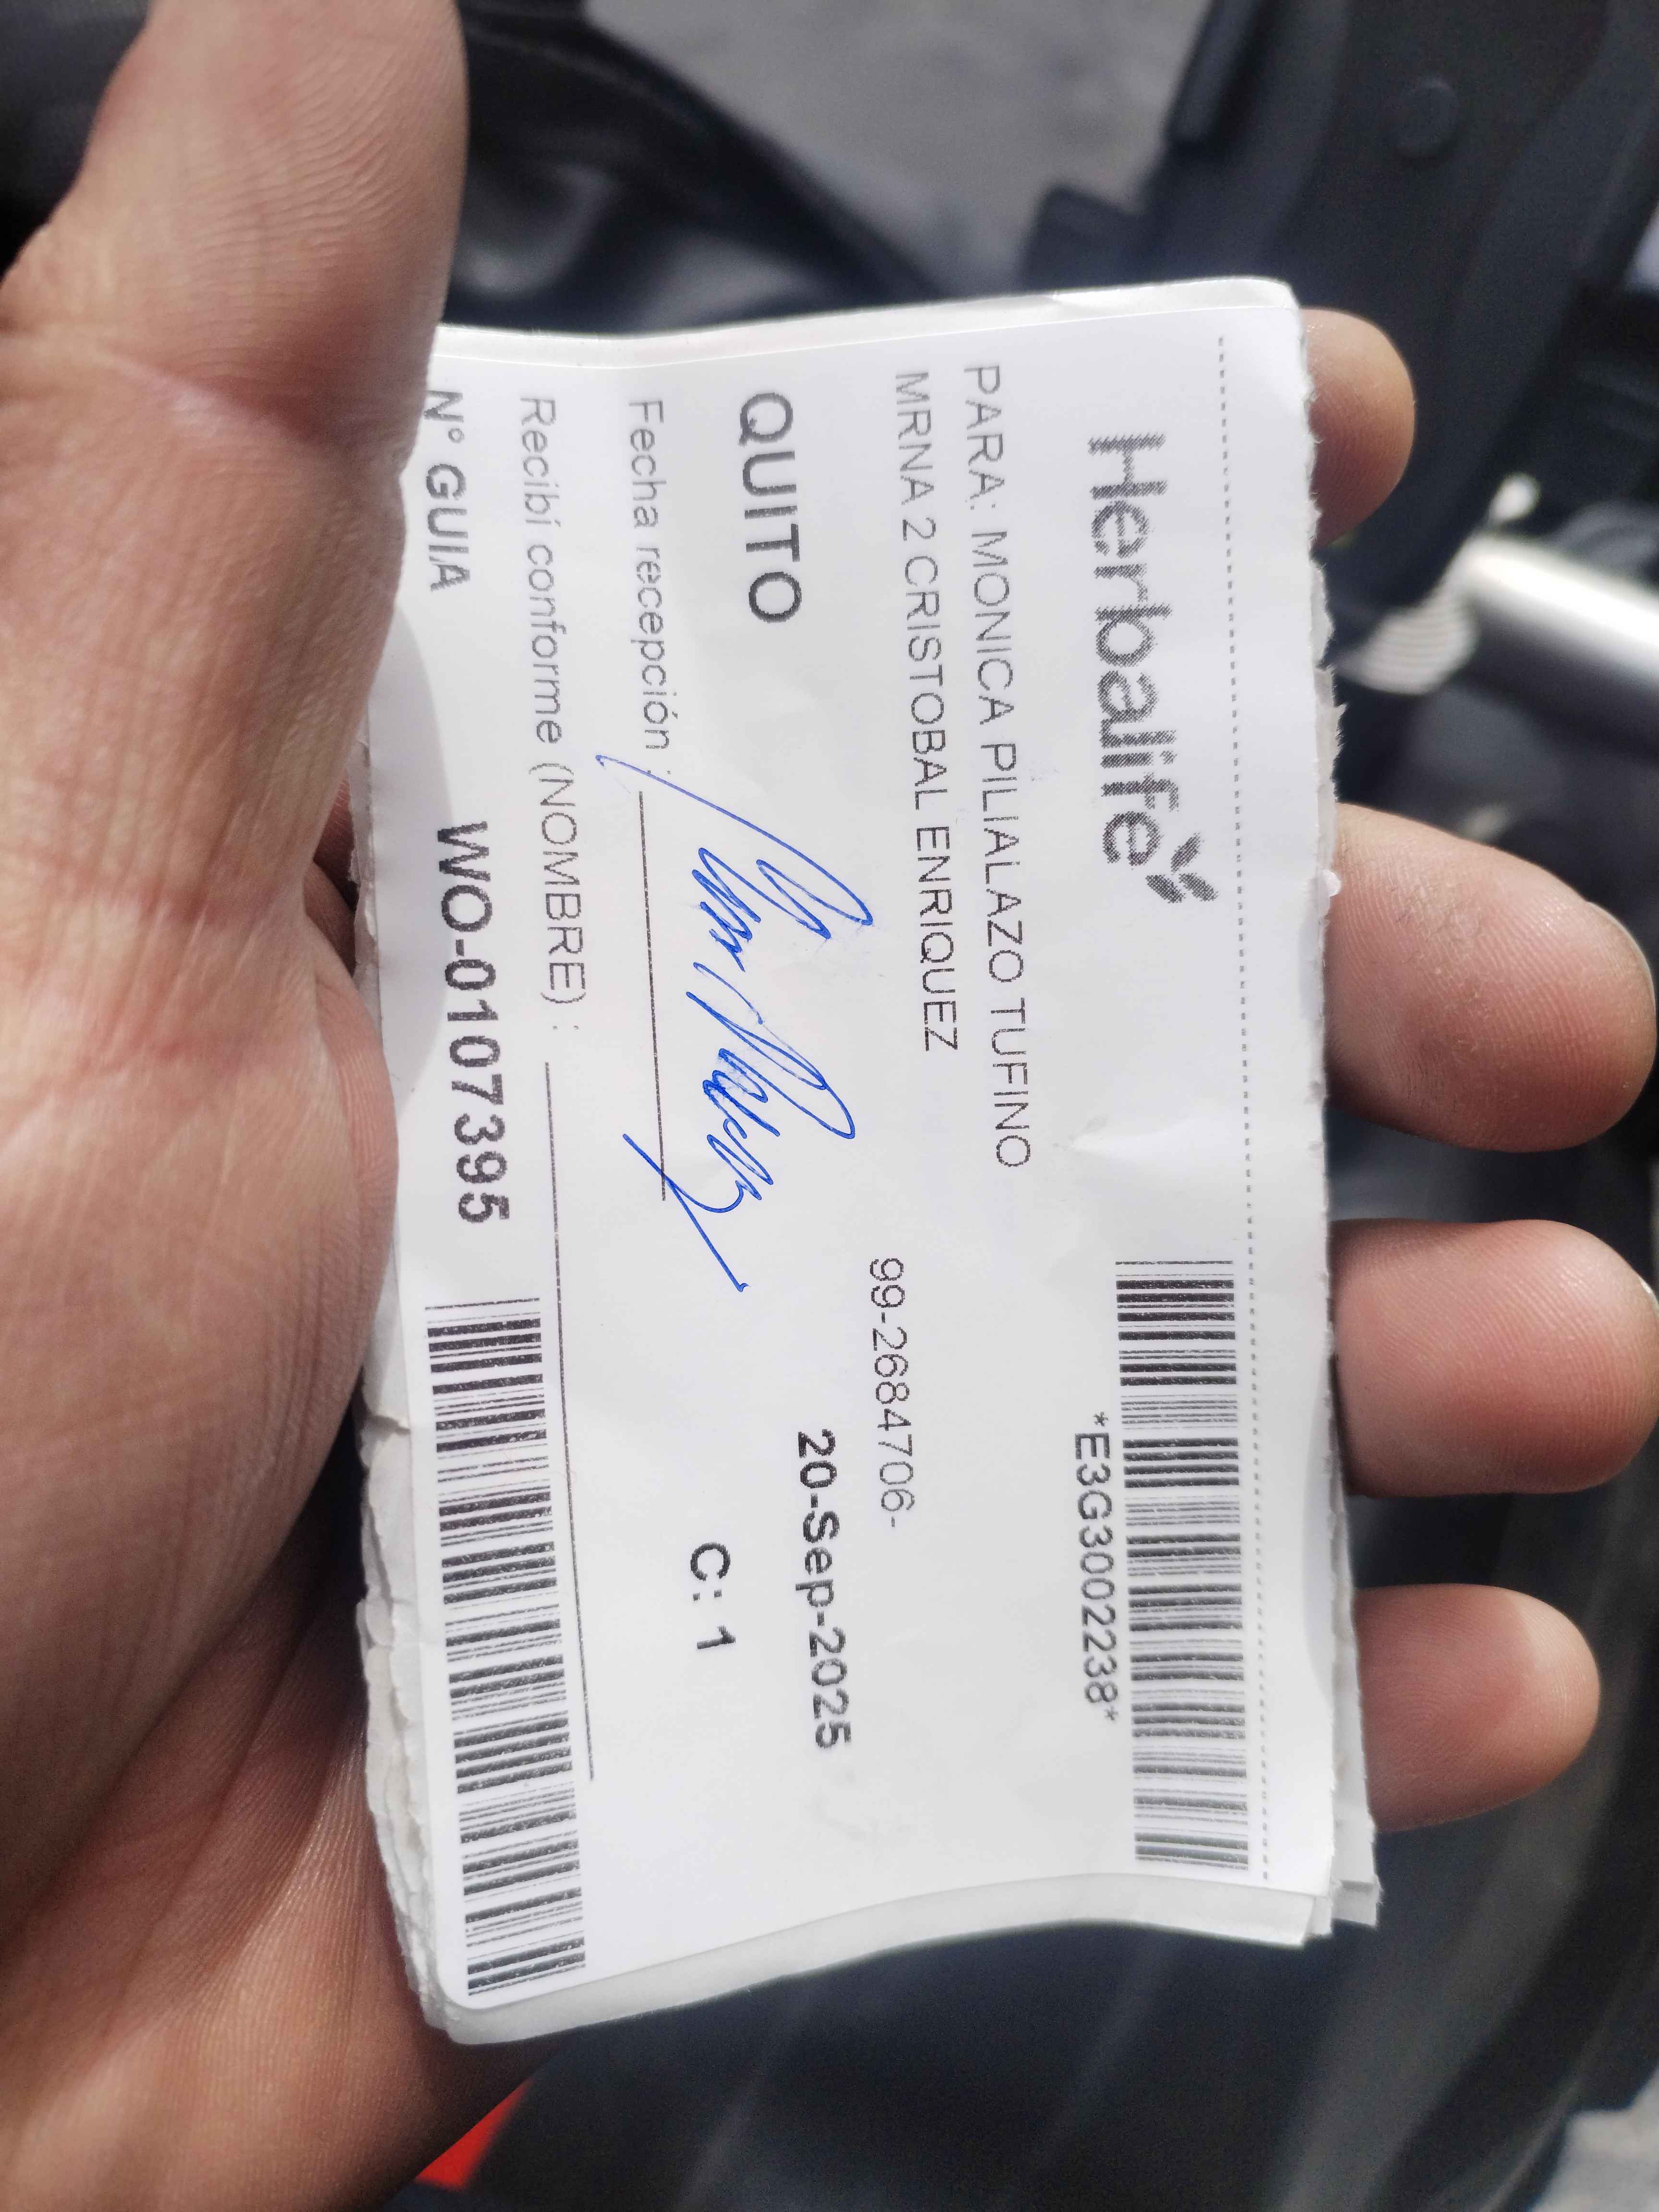 Herbalife
*E3G3002238*
PARA: MONICA PILIALAZO TUFINO
MRNA 2 CRISTOBAL ENRIQUEZ
99-2684706-
QUITO
20-Sep-2025
Fecha recepción :
C: 1
Recibí conforme (NOMBRE) :
N° GUIA WO-0107395